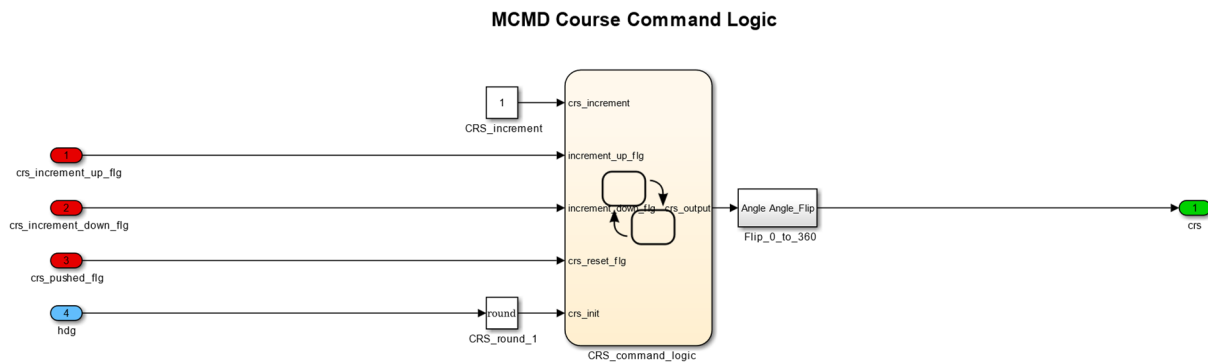 MCMD Course Command Logic
1
CRS_increment
crs_increment
1
crs_increment_up_flg
increment_up_flg
2
crs_increment_down_flg
increment_down_flg
crs_output
Angle Angle_Flip
Flip_0_to_360
1
crs
3
crs_pushed_flg
crs_reset_flg
4
hdg
round
CRS_round_1
crs_init
CRS_command_logic